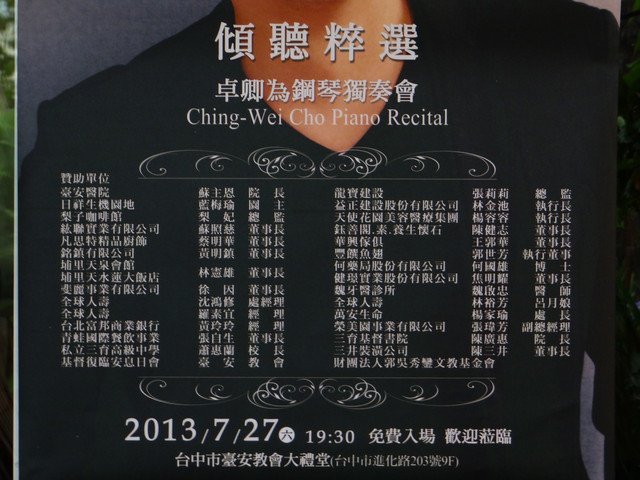 傾聽粹選
卓卿為鋼琴獨奏會
Ching-Wei Cho Piano Recital
贊助單位
臺安醫院 蘇主恩 院長 龍寶建設 張莉莉 總監
日祥生機園地 藍梅瑜 園主 益正建設股份有限公司 林金池 執行長
梨子咖啡館 梨妃 總監 天使花園美容醫療集團 楊容容 執行長
紘聯實業有限公司 蘇照慈 董事長 鈺善閣.素.養生懷石 陳健志 董事長
凡思特精品廚飾 蔡明華 董事長 華興傢俱 王郭華 董事長
銘鎮有限公司 黃明鎮 董事長 豐饌魚翅 郭世芳 執行董事
埔里天泉會館 何藥局股份有限公司 何國雄 博士
埔里天水蓮大飯店 林憲雄 董事長 健琪實業股份有限公司 焦明耀 董事長
斐麗事業有限公司 徐因 董事長 魏牙醫診所 魏啟忠 醫師
全球人壽 沈鴻修 處經理 全球人壽 林裕芳 呂月娘
全球人壽 羅素宜 經理 萬安生命 楊家瑜 處長
台北富邦商業銀行 黃玲玲 經理 榮美圖事業有限公司 張瑋芳 副總經理
青蛙國際餐飲事業 張自生 董事長 三育基督書院 陳廣惠 院長
私立三育高級中學 蕭惠蘭 校長 三井裝潢公司 陳三井 董事長
基督復臨安息日會 臺安教會 財團法人郭吳秀鑾文教基金會
2013/7/27 六 19:30 免費入場 歡迎蒞臨
台中市臺安教會大禮堂(台中市進化路203號9F)